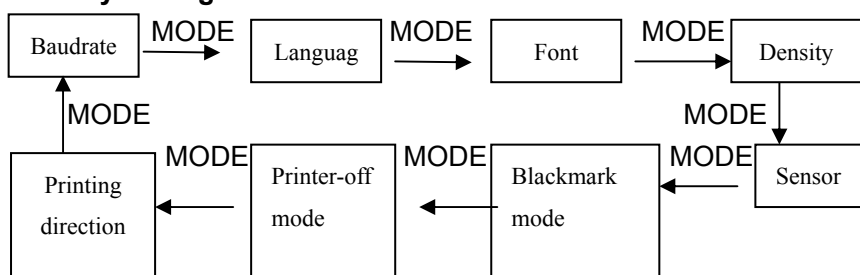 Baudrate MODE Languag MODE Font MODE Density
MODE MODE
MODE MODE MODE
Printing direction
Printer-off mode
Blackmark mode
Sensor